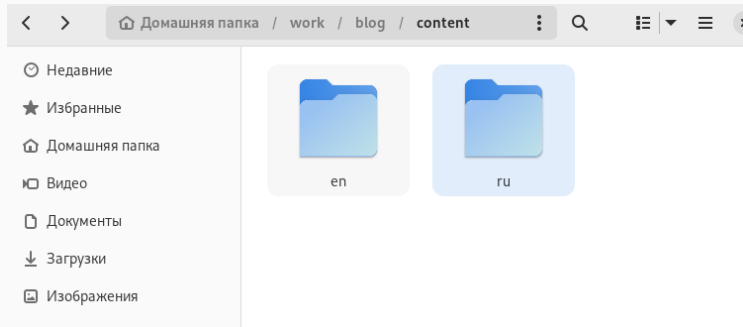 Домашняя папка / work / blog / content
Недавние
Избранные
Домашняя папка
Видео
Документы
Загрузки
Изображения
en
ru